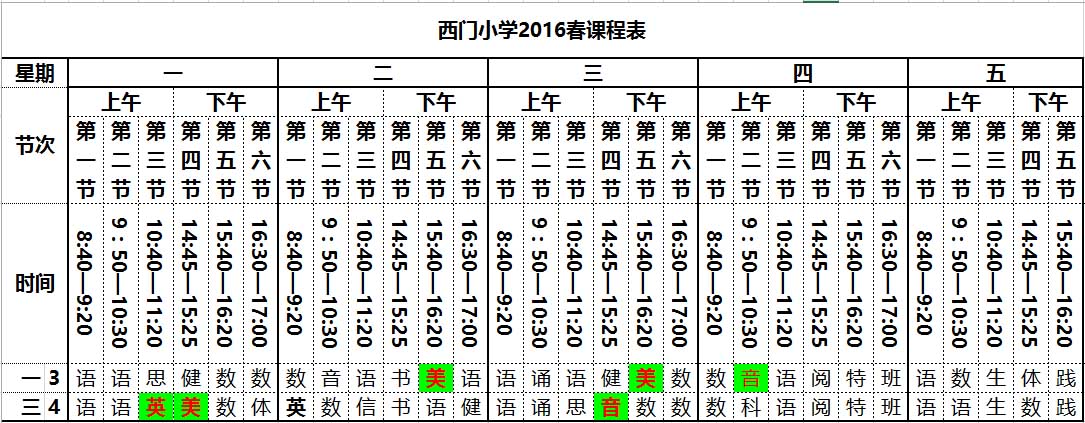 西门小学2016春课程表
星期 一 二 三 四 五
上午 下午 上午 下午 上午 下午 上午 下午 上午 下午
节次 第一节 第二节 第三节 第四节 第五节 第六节 第一节 第二节 第三节 第四节 第五节 第六节 第一节 第二节 第三节 第四节 第五节 第六节 第一节 第二节 第三节 第四节 第五节 第六节 第一节 第二节 第三节 第四节 第五节
时间 8:40—9:20 9：50—10:30 10:40—11:20 14:45—15:25 15:40—16:20 16:30—17:00 8:40—9:20 9：50—10:30 10:40—11:20 14:45—15:25 15:40—16:20 16:30—17:00 8:40—9:20 9：50—10:30 10:40—11:20 14:45—15:25 15:40—16:20 16:30—17:00 8:40—9:20 9：50—10:30 10:40—11:20 14:45—15:25 15:40—16:20 16:30—17:00 8:40—9:20 9：50—10:30 10:40—11:20 14:45—15:25 15:40—16:20
一 3 语 语 思 健 数 数 数 音 语 书 美 语 语 诵 语 健 美 数 数 音 语 阅 特 班 语 数 生 体 践
三 4 语 语 英 美 数 体 英 数 信 书 语 健 语 诵 思 音 数 数 数 科 语 阅 特 班 语 语 生 数 践